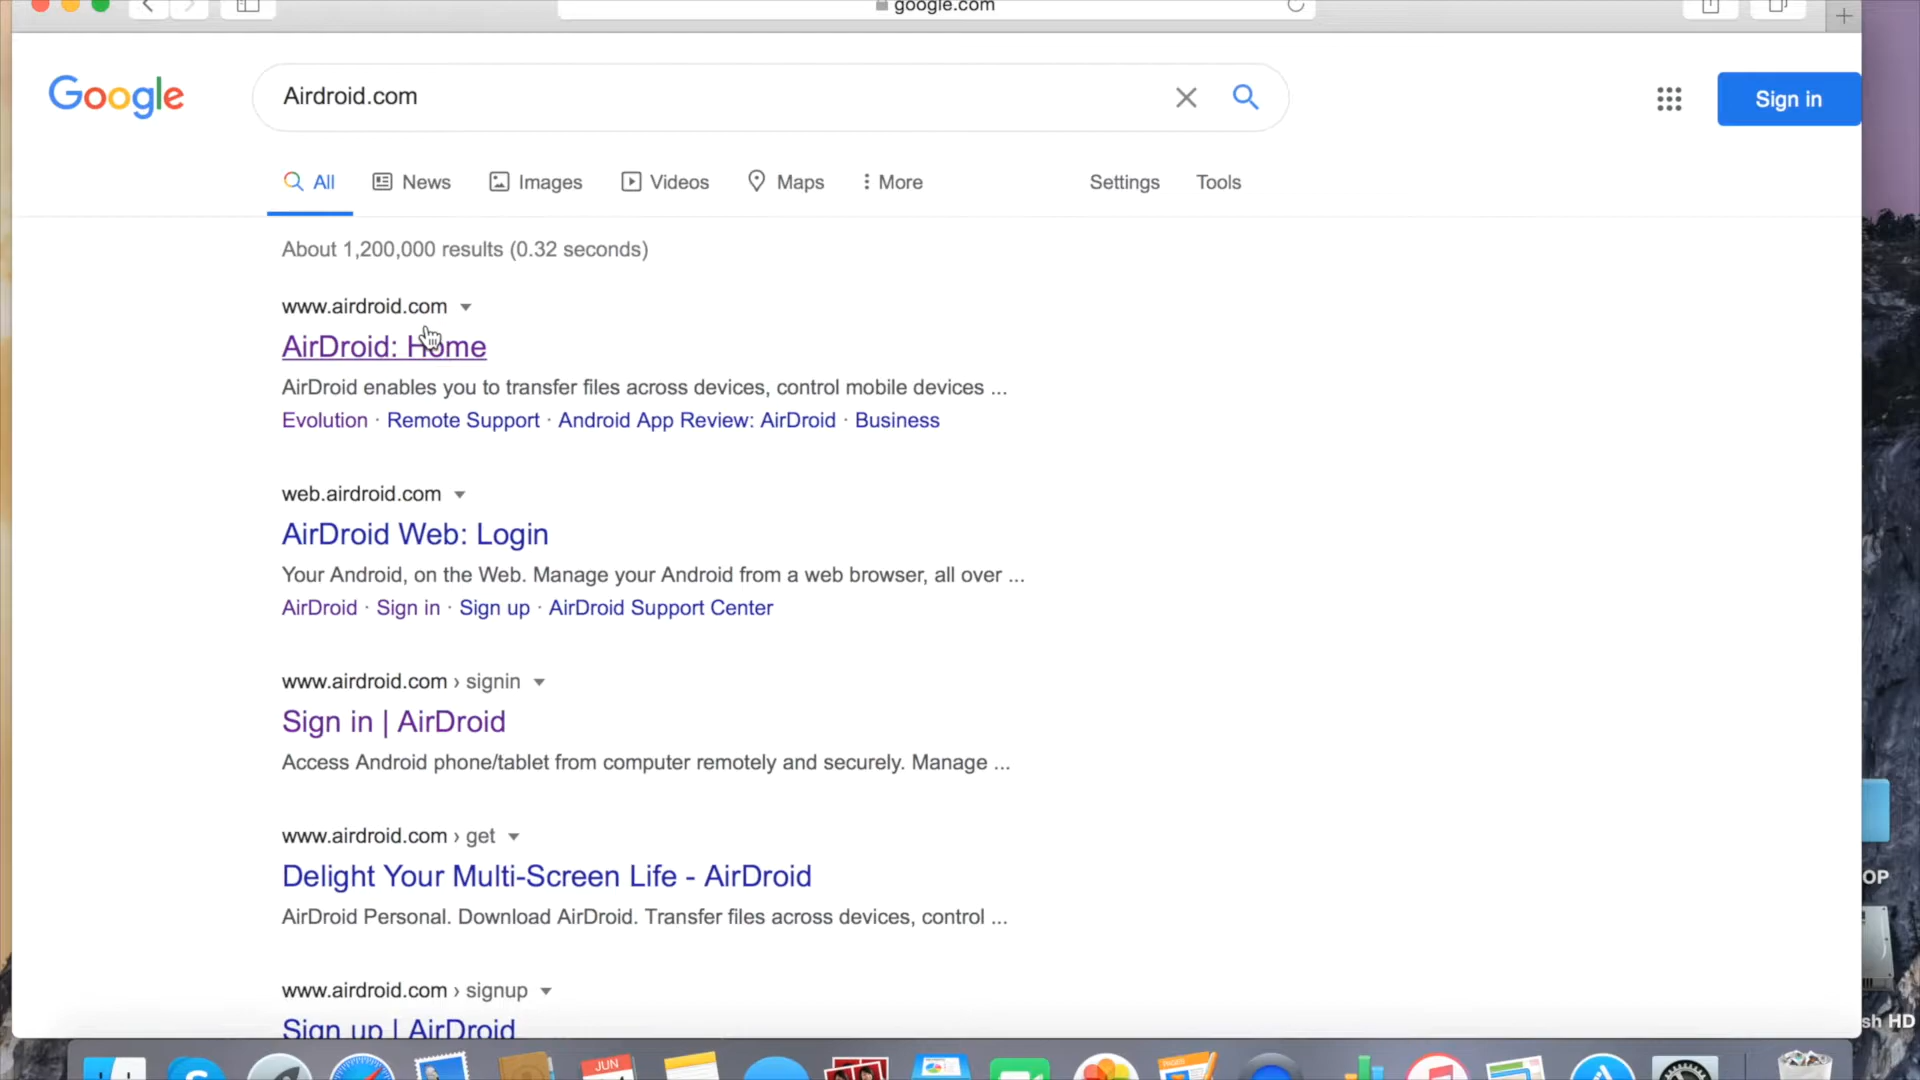 google.com
Google
Airdroid.com
Sign in
All
News
Images
Videos
Maps
More
Settings
Tools
About 1,200,000 results (0.32 seconds)
www.airdroid.com
AirDroid: Home
AirDroid enables you to transfer files across devices, control mobile devices ...
Evolution · Remote Support · Android App Review: AirDroid · Business
web.airdroid.com
AirDroid Web: Login
Your Android, on the Web. Manage your Android from a web browser, all over ...
AirDroid · Sign in · Sign up · AirDroid Support Center
www.airdroid.com › signin
Sign in | AirDroid
Access Android phone/tablet from computer remotely and securely. Manage ...
www.airdroid.com › get
Delight Your Multi-Screen Life - AirDroid
AirDroid Personal. Download AirDroid. Transfer files across devices, control ...
OP
www.airdroid.com › signup
sh HD
Sign up | AirDroid
JUN
PAGES